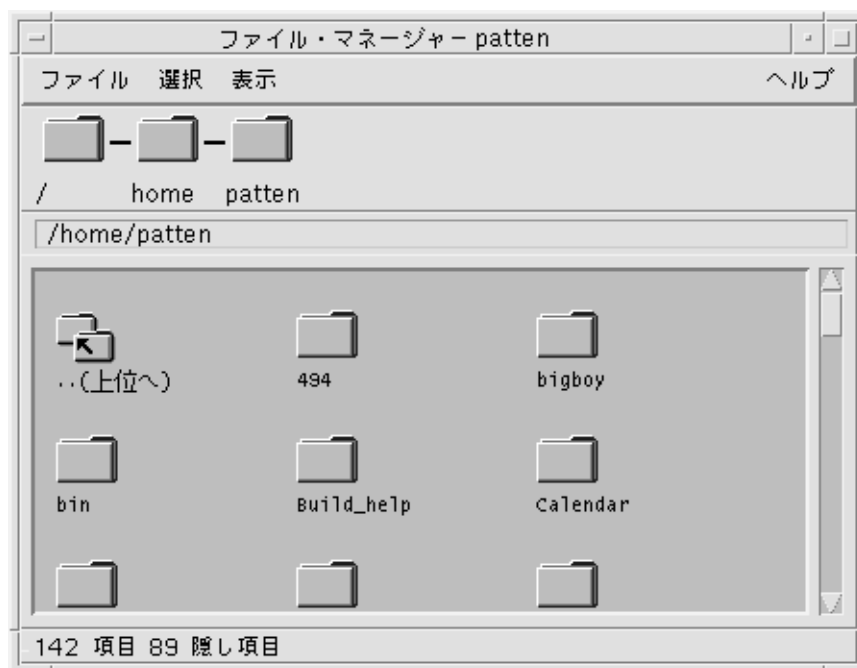 ファイル・マネージャー patten
ファイル 選択 表示 ヘルプ
/ home patten
/home/patten
..(上位へ) 494 bigboy
bin Build_help Calendar
142 項目 89 隠し項目